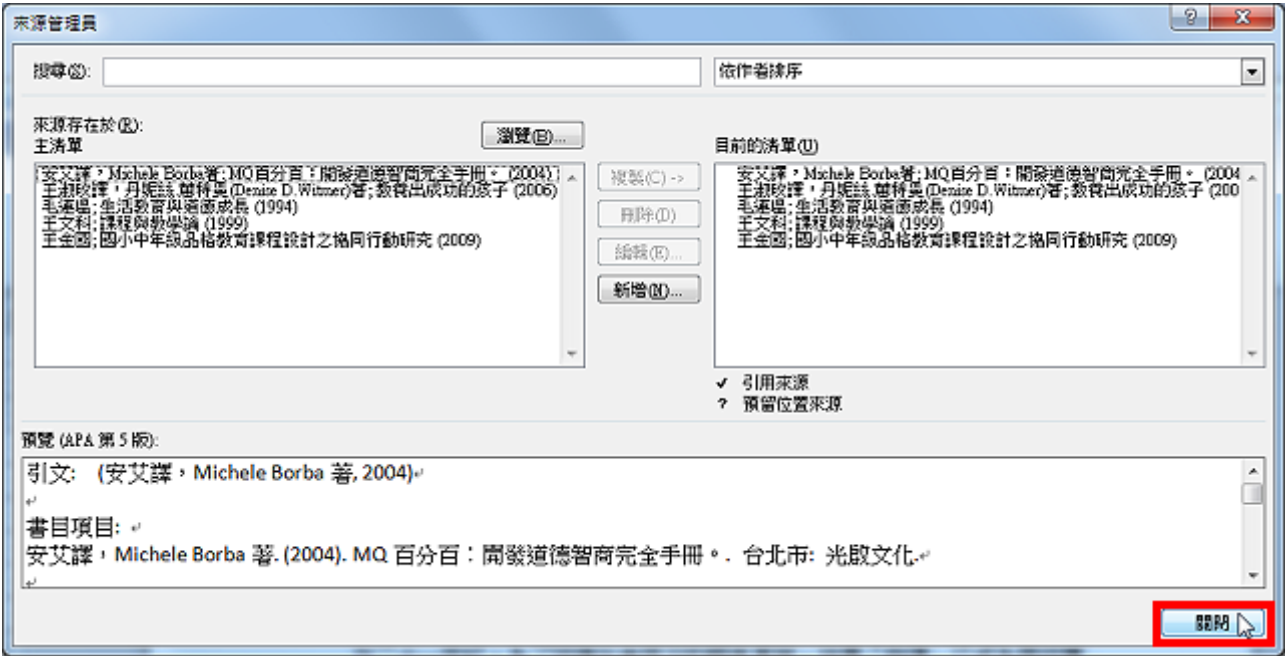 來源管理員
搜尋(S):
依作者排序
來源存在於(R):
主清單
瀏覽(B)...
目前的清單(U)
安艾譯，Michele Borba著;MQ百分百：開發道德智商完全手冊。 (2004)
王淑玫譯，丹妮絲.薇特吳(Denise D. Witmer)著;教養出成功的孩子 (2006)
毛連塭;生活教育與道德成長 (1994)
王文科;課程與教學論 (1999)
王金國;國小中年級品格教育課程設計之協同行動研究 (2009)
複製(C) ->
刪除(D)
編輯(E)...
新增(N)...
安艾譯，Michele Borba著;MQ百分百：開發道德智商完全手冊。 (2004
王淑玫譯，丹妮絲.薇特吳(Denise D. Witmer)著;教養出成功的孩子 (200
毛連塭;生活教育與道德成長 (1994)
王文科;課程與教學論 (1999)
王金國;國小中年級品格教育課程設計之協同行動研究 (2009)
✓ 引用來源
? 預留位置來源
預覽 (APA 第 5 版):
引文: (安艾譯，Michele Borba 著, 2004)
書目項目:
安艾譯，Michele Borba 著. (2004). MQ 百分百：開發道德智商完全手冊。. 台北市: 光啟文化.
關閉